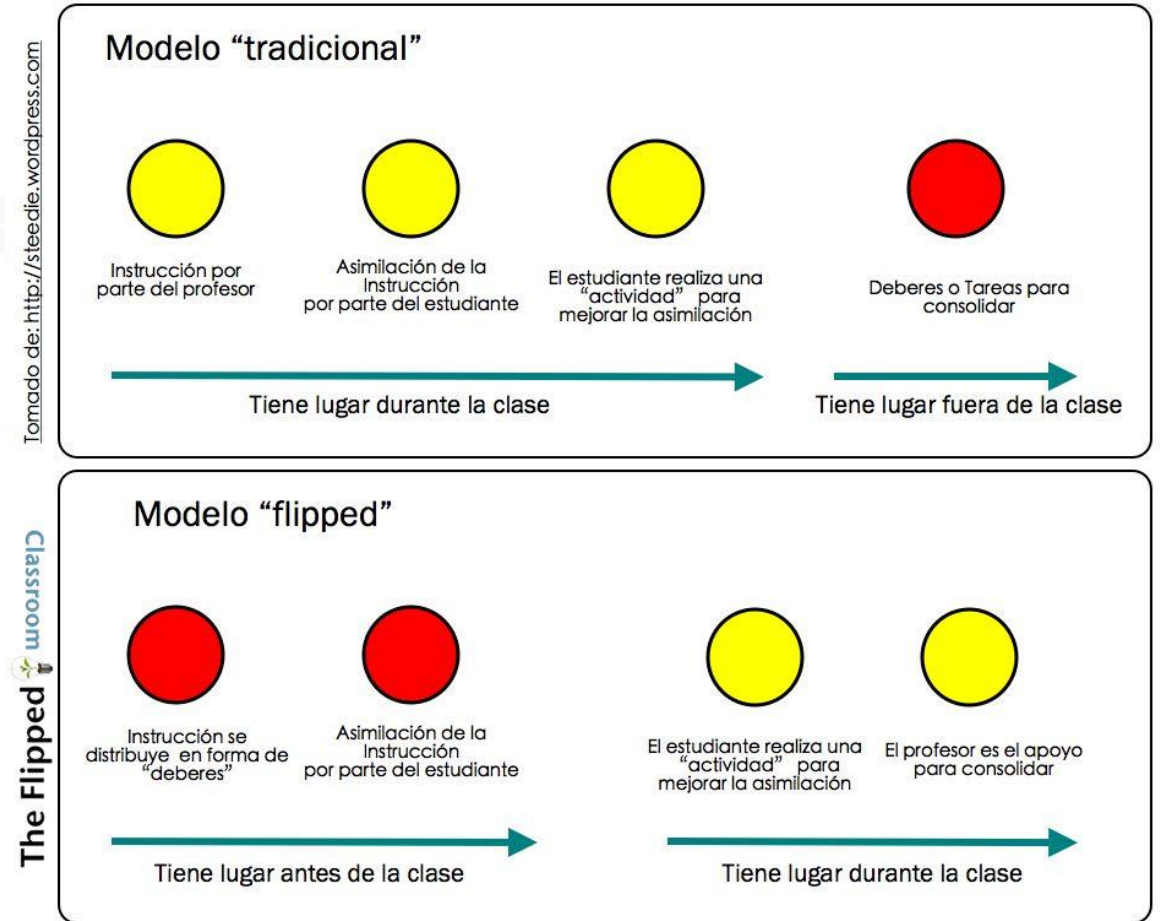 Tomado de: http://steedie.wordpress.com
Modelo “tradicional”
Instrucción por
parte del profesor
Asimilación de la
Instrucción
por parte del estudiante
El estudiante realiza una
“actividad” para
mejorar la asimilación
Deberes o Tareas para
consolidar
Tiene lugar durante la clase
Tiene lugar fuera de la clase
The Flipped
Classroom
Modelo “flipped”
Instrucción se
distribuye en forma de
“deberes”
Asimilación de la
Instrucción
por parte del estudiante
El estudiante realiza una
“actividad” para
mejorar la asimilación
El profesor es el apoyo
para consolidar
Tiene lugar antes de la clase
Tiene lugar durante la clase